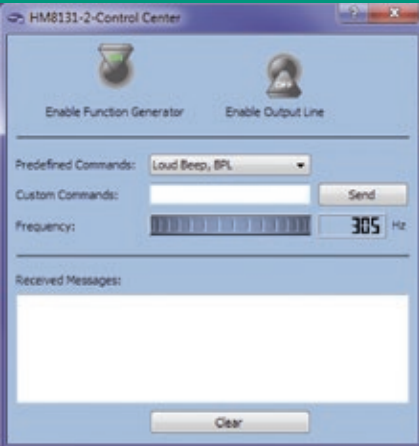 HM8131-2-Control Center
Enable Function Generator
Enable Output Line
Predefined Commands: Loud Beep, BPL
Custom Commands: Send
Frequency: 305 Hz
Received Messages:
Clear